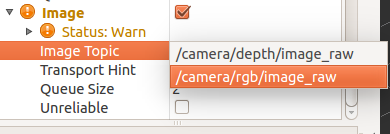 Image
Status: Warn
Image Topic
/camera/depth/image_raw
/camera/rgb/image_raw
Transport Hint
Queue Size
2
Unreliable